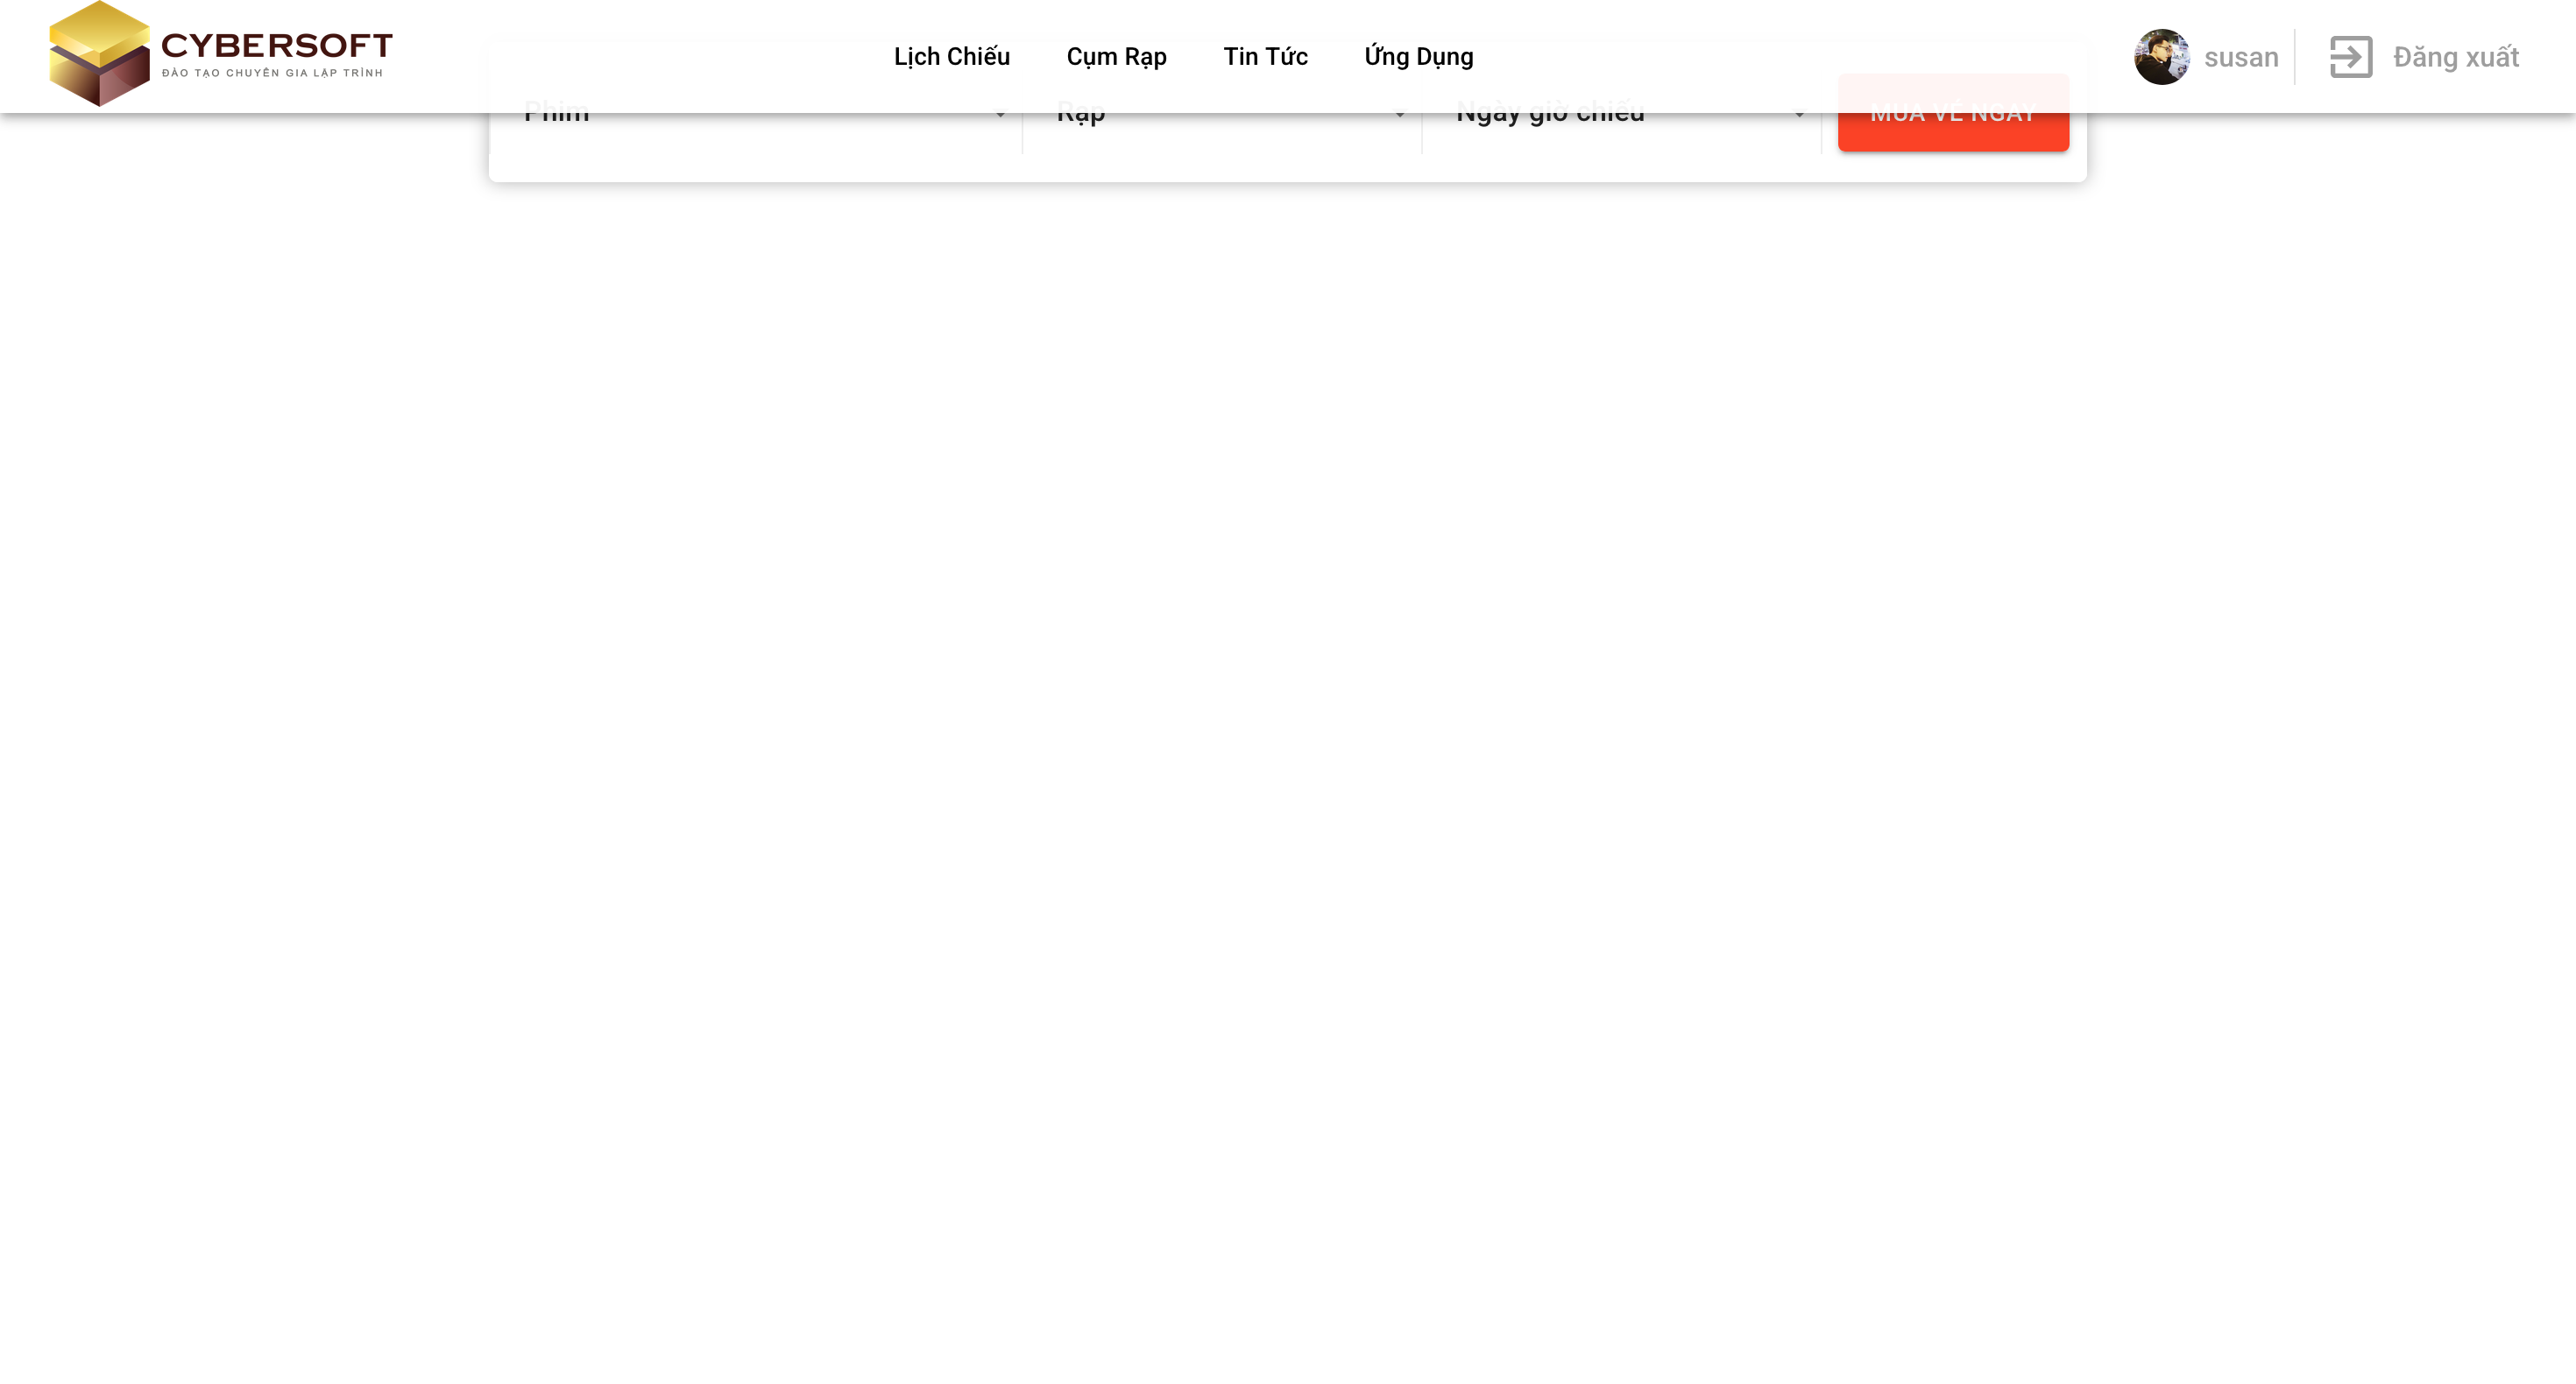 CYBERSOFT
ĐÀO TẠO CHUYÊN GIA LẬP TRÌNH
Lịch Chiếu
Cụm Rạp
Tin Tức
Ứng Dụng
susan
Đăng xuất
Phim
Rạp
Ngày giờ chiếu
MUA VÉ NGAY